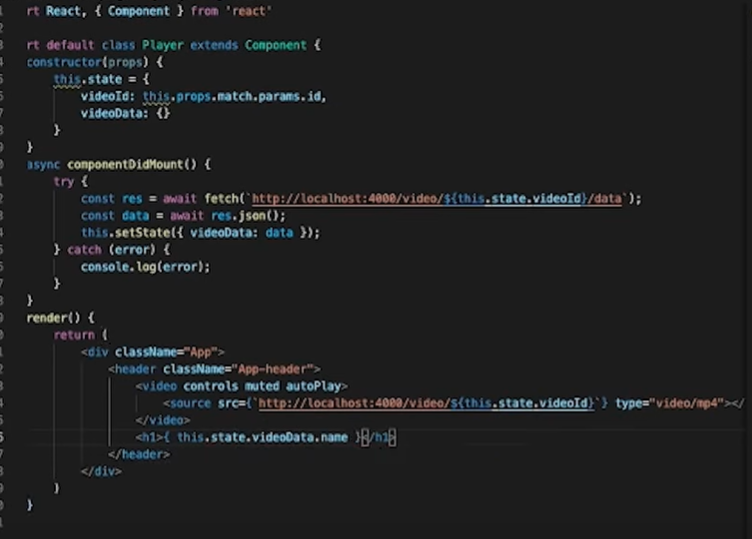 rt React, { Component } from 'react'
rt default class Player extends Component {
constructor(props) {
this.state = {
videoId: this.props.match.params.id,
videoData: {}
}
}
async componentDidMount() {
try {
const res = await fetch(`http://localhost:4000/video/${this.state.videoId}/data`);
const data = await res.json();
this.setState({ videoData: data });
} catch (error) {
console.log(error);
}
}
render() {
return (
<div className="App">
<header className="App-header">
<video controls muted autoPlay>
<source src={`http://localhost:4000/video/${this.state.videoId}`} type="video/mp4"></
</video>
<h1>{ this.state.videoData.name }</h1>
</header>
</div>
)
}